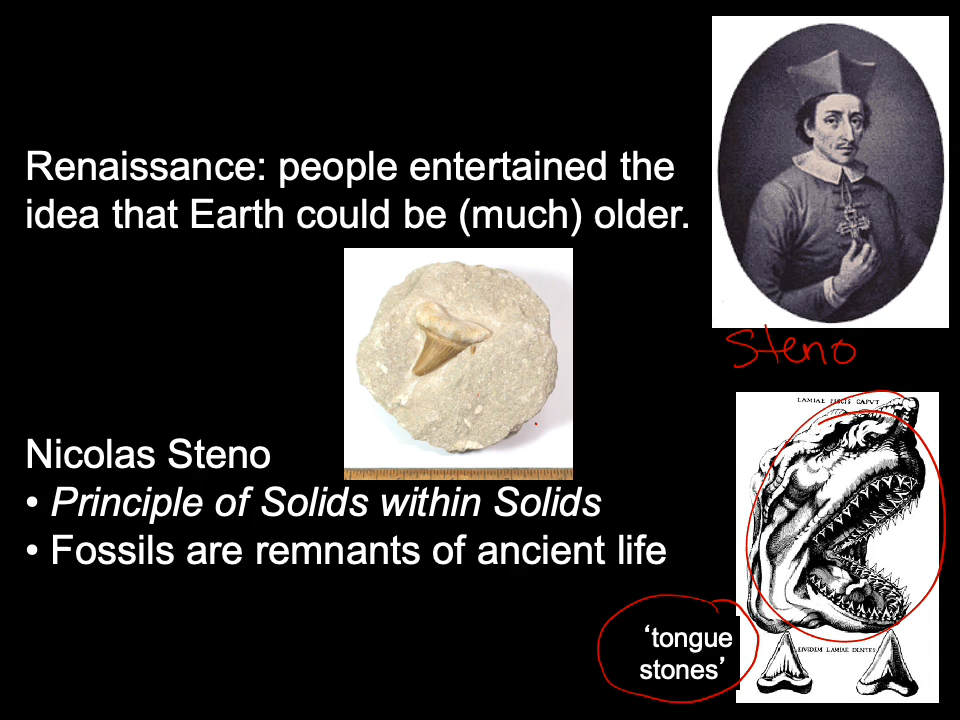 Renaissance: people entertained the
idea that Earth could be (much) older.
Steno
LAMIAE PISCIS CAPVT
Nicolas Steno
• Principle of Solids within Solids
• Fossils are remnants of ancient life
‘tongue
stones’
EIVSDEM LAMIAE DENTES